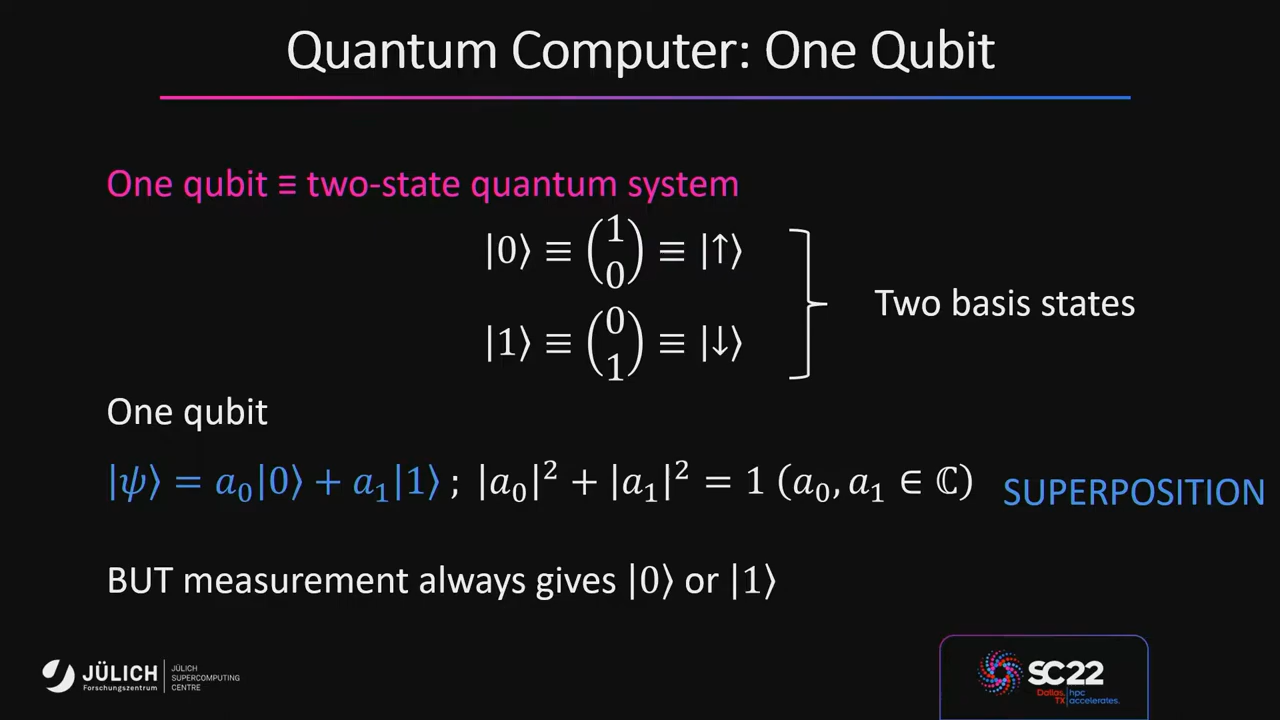 Quantum Computer: One Qubit
One qubit ≡ two-state quantum system
|0⟩ ≡ (1 0) ≡ |↑⟩
|1⟩ ≡ (0 1) ≡ |↓⟩
Two basis states
One qubit
|ψ⟩ = a₀|0⟩ + a₁|1⟩ ; |a₀|² + |a₁|² = 1 (a₀, a₁ ∈ ℂ)
SUPERPOSITION
BUT measurement always gives |0⟩ or |1⟩
JÜLICH
Forschungszentrum
JÜLICH
SUPERCOMPUTING
CENTRE
SC22
Dallas, TX
hpc accelerates.